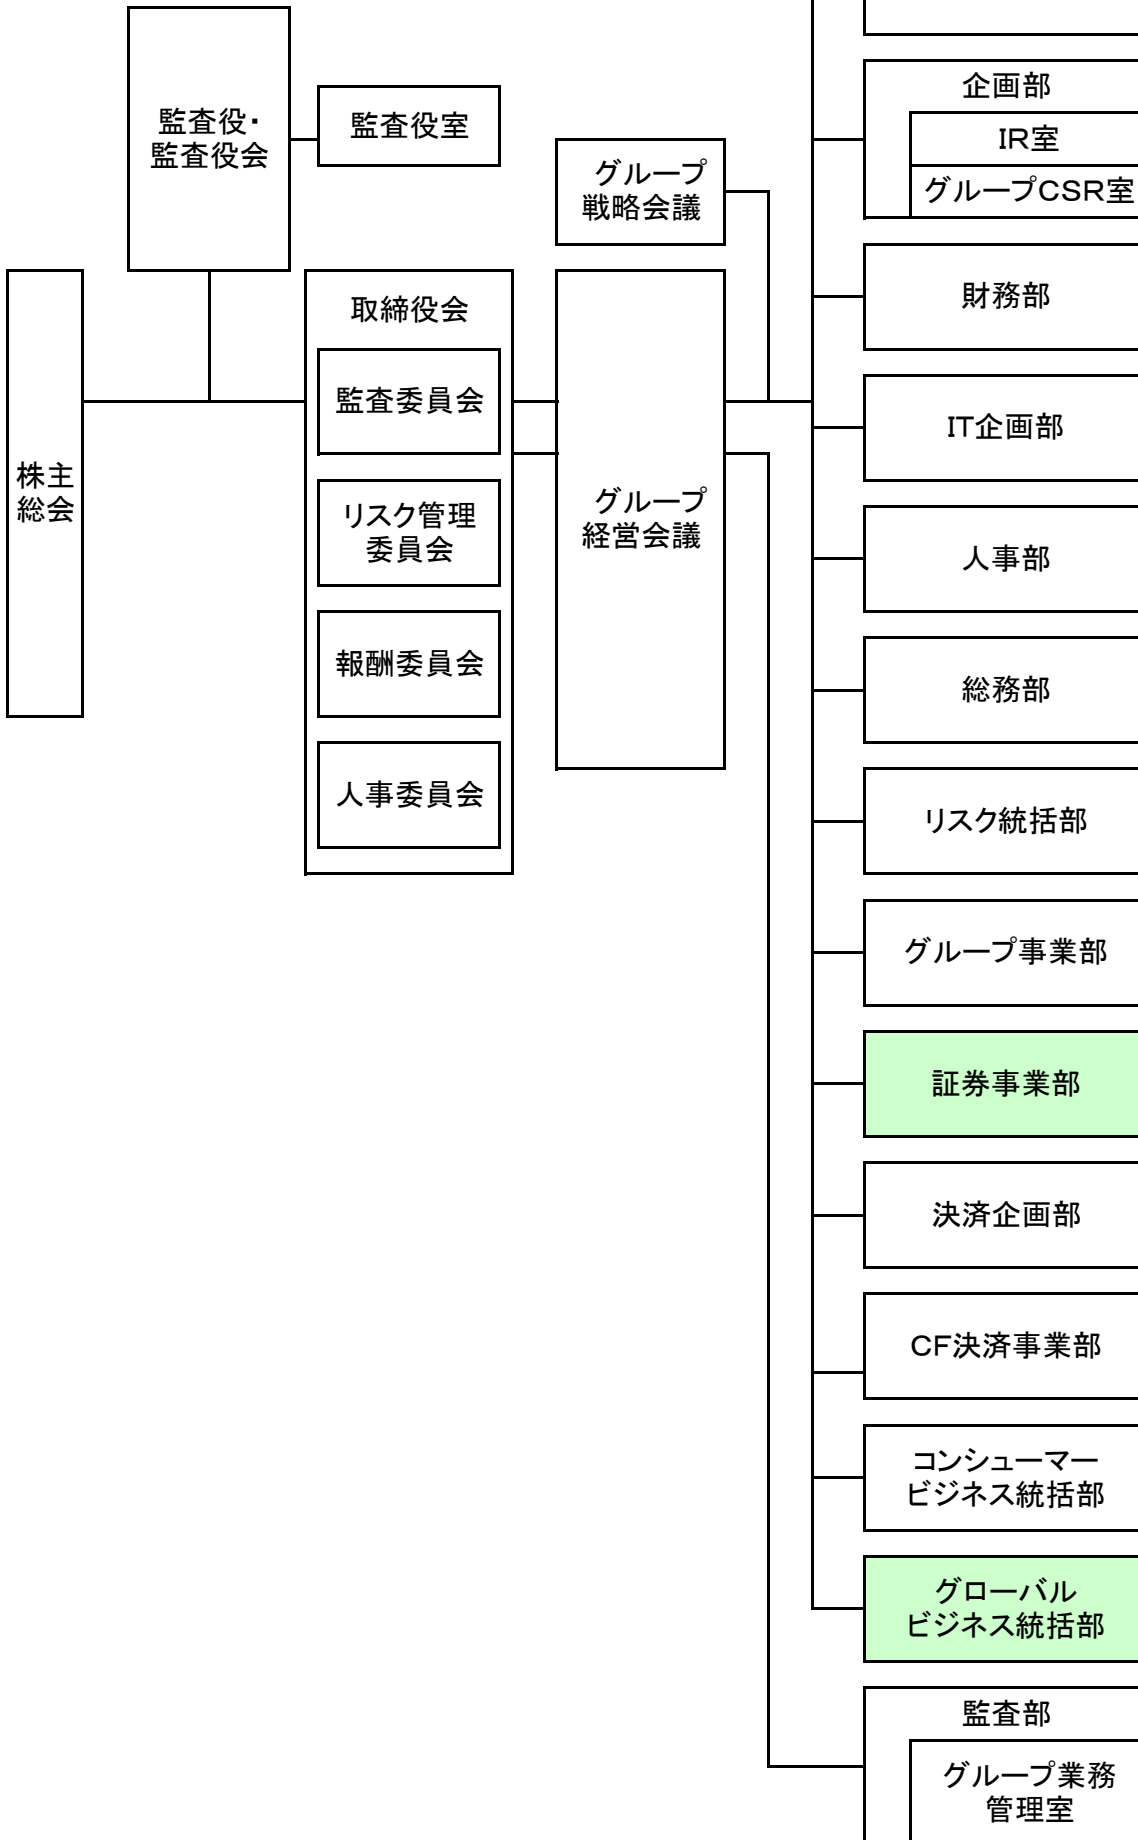 監査役・
監査役会
監査役室
株主
総会
取締役会
監査委員会
リスク管理
委員会
報酬委員会
人事委員会
グループ
戦略会議
グループ
経営会議
企画部
IR室
グループCSR室
財務部
IT企画部
人事部
総務部
リスク統括部
グループ事業部
証券事業部
決済企画部
CF決済事業部
コンシューマー
ビジネス統括部
グローバル
ビジネス統括部
監査部
グループ業務
管理室